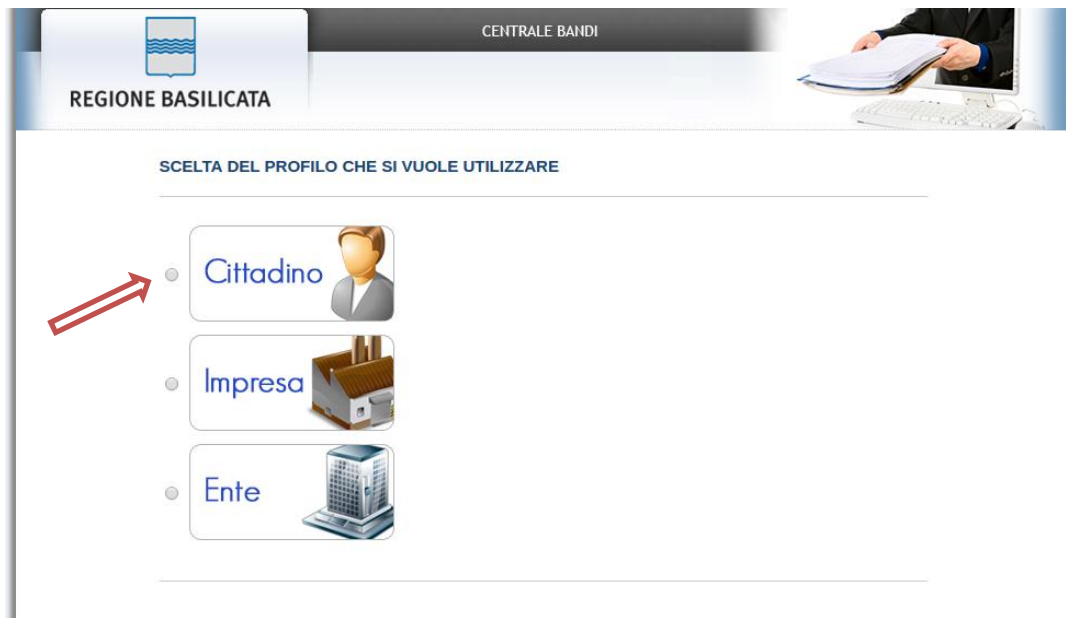 CENTRALE BANDI
REGIONE BASILICATA
SCELTA DEL PROFILO CHE SI VUOLE UTILIZZARE
Cittadino
Impresa
Ente